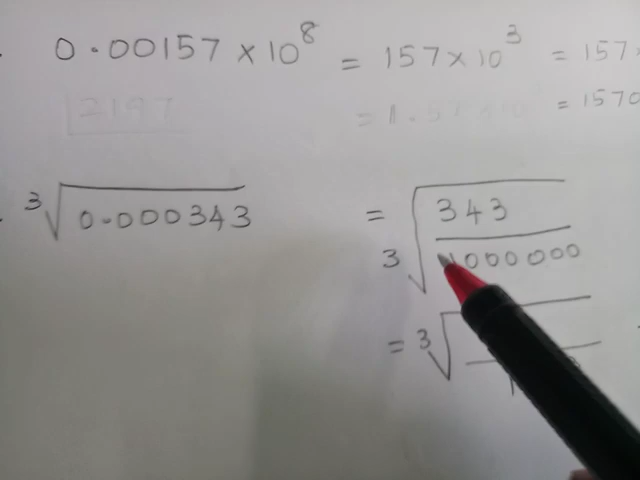 0.00157 × 10⁸ = 157 × 10³ = 157
= 1570
∛0.000343 = ∛(343/1000000)
= ∛